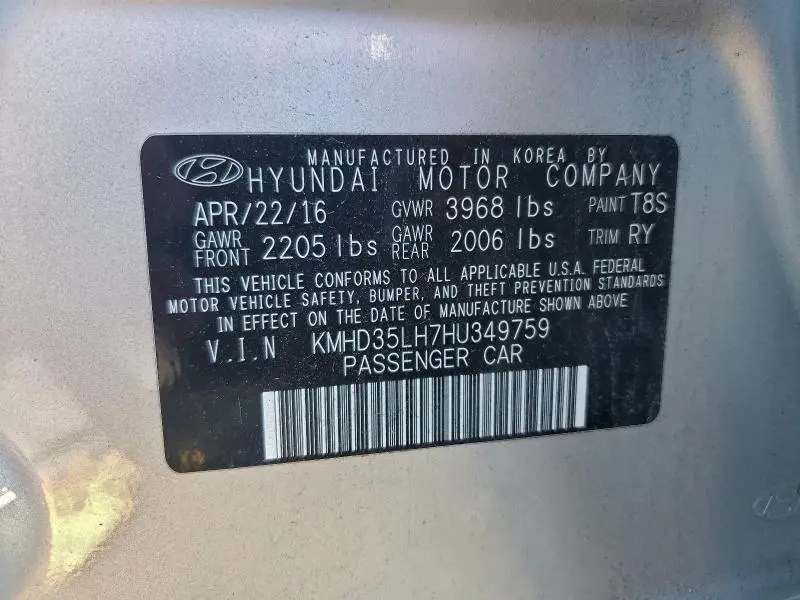 MANUFACTURED IN KOREA BY
HYUNDAI MOTOR COMPANY
APR/22/16 GVWR 3968 lbs PAINT T8S
GAWR FRONT 2205 lbs GAWR REAR 2006 lbs TRIM RY
THIS VEHICLE CONFORMS TO ALL APPLICABLE U.S.A. FEDERAL
MOTOR VEHICLE SAFETY, BUMPER, AND THEFT PREVENTION STANDARDS
IN EFFECT ON THE DATE OF MANUFACTURE SHOWN ABOVE
V.I.N KMHD35LH7HU349759
PASSENGER CAR